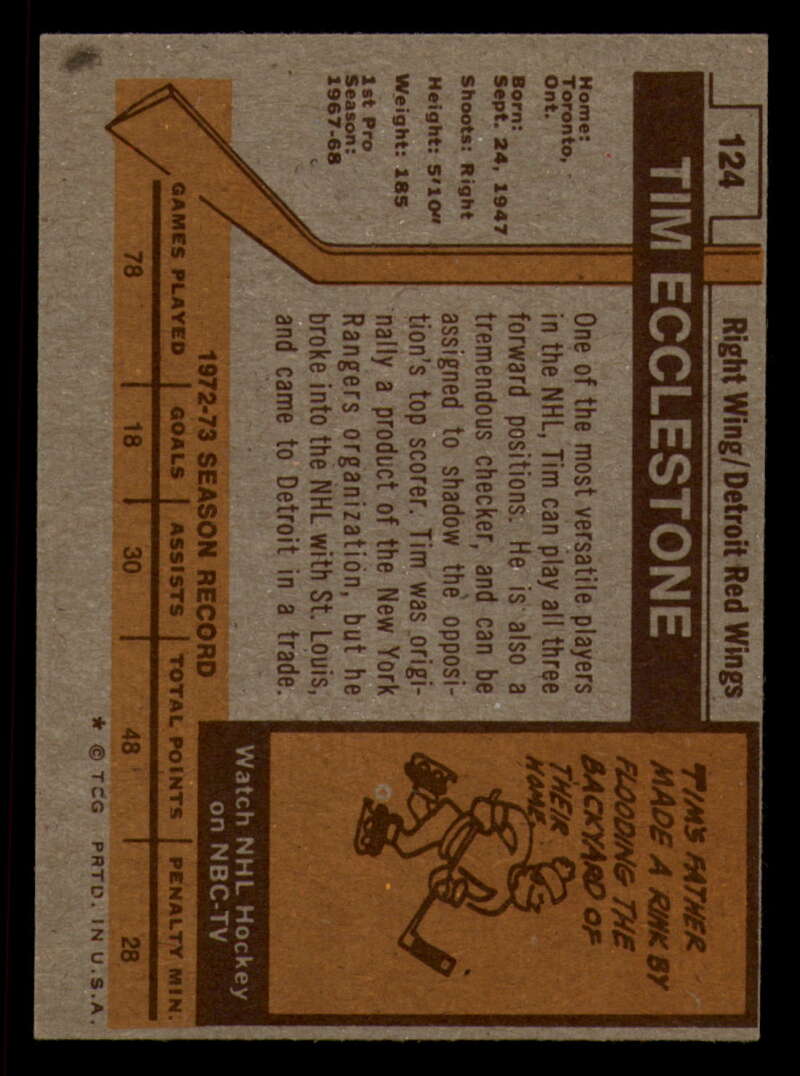 124
Right Wing/Detroit Red Wings
TIM ECCLESTONE
Home:
Toronto,
Ont.
Born:
Sept. 24, 1947
Shoots: Right
Height: 5'10"
Weight: 185
1st Pro
Season:
1967-68
One of the most versatile players
in the NHL, Tim can play all three
forward positions. He is also a
tremendous checker, and can be
assigned to shadow the opposi-
tion's top scorer. Tim was origi-
nally a product of the New York
Rangers organization, but he
broke into the NHL with St. Louis,
and came to Detroit in a trade.
TIM'S FATHER
MADE A RINK BY
FLOODING THE
BACKYARD OF
THEIR
HOME.
Watch NHL Hockey
on NBC-TV
1972-73 SEASON RECORD
GAMES PLAYED GOALS ASSISTS TOTAL POINTS PENALTY MIN.
78 18 30 48 28
* © TCG PRTD. IN U.S.A.